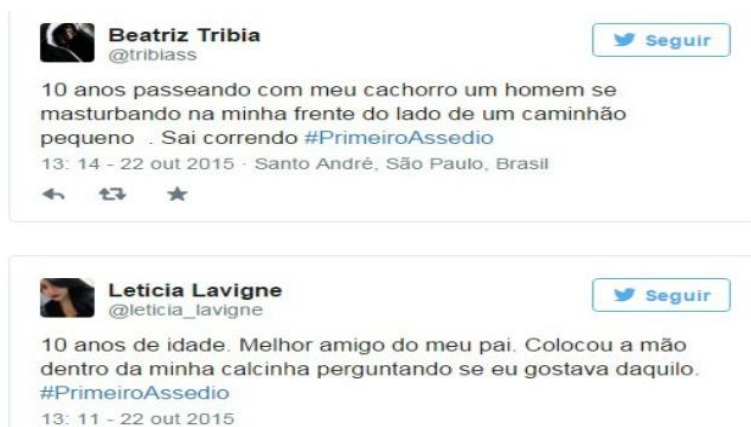 Beatriz Tribia
@tribiass
Seguir
10 anos passeando com meu cachorro um homem se
masturbando na minha frente do lado de um caminhão
pequeno . Sai correndo #PrimeiroAssedio
13: 14 - 22 out 2015 · Santo André, São Paulo, Brasil
Leticia Lavigne
@leticia_lavigne
Seguir
10 anos de idade. Melhor amigo do meu pai. Colocou a mão
dentro da minha calcinha perguntando se eu gostava daquilo.
#PrimeiroAssedio
13: 11 - 22 out 2015